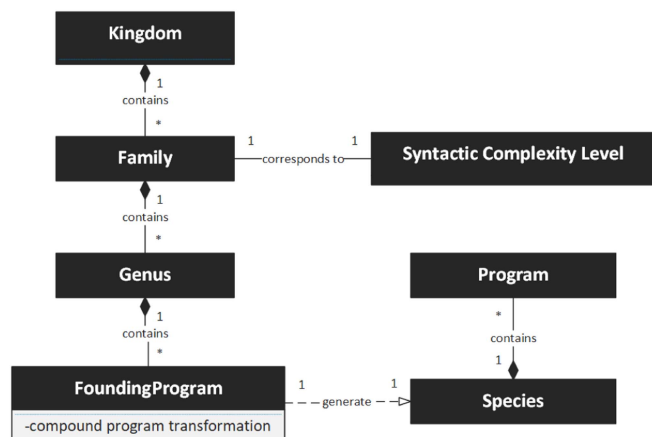 Kingdom
1
contains
*
Family
1
corresponds to
1
Syntactic Complexity Level
1
contains
*
Genus
Program
1
contains
*
*
contains
1
FoundingProgram
-compound program transformation
1
generate
1
Species